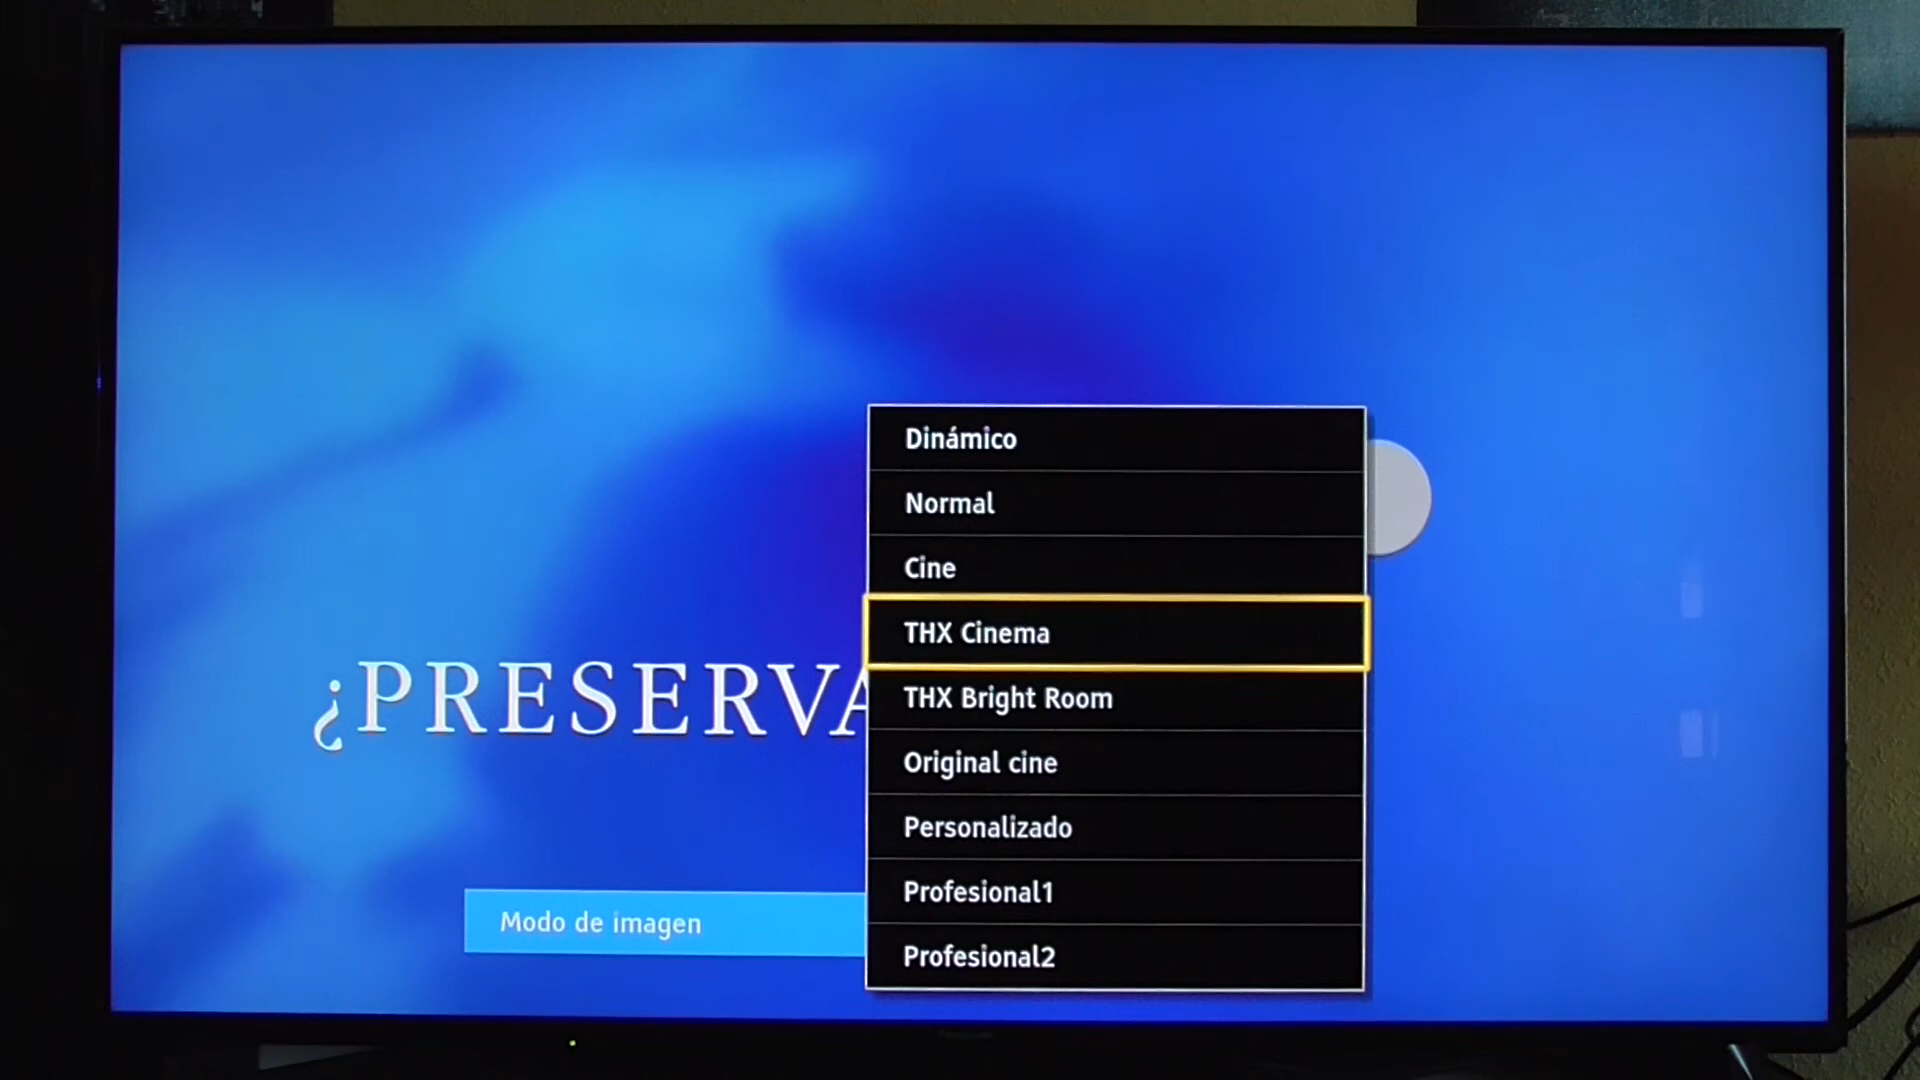 Dinámico
Normal
Cine
THX Cinema
¿PRESERVA
THX Bright Room
Original cine
Personalizado
Profesional1
Modo de imagen
Profesional2